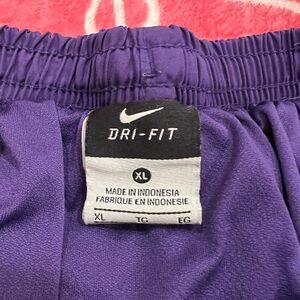 DRI-FIT
XL
MADE IN INDONESIA
FABRIQUE EN INDONESIE
XL TG EG